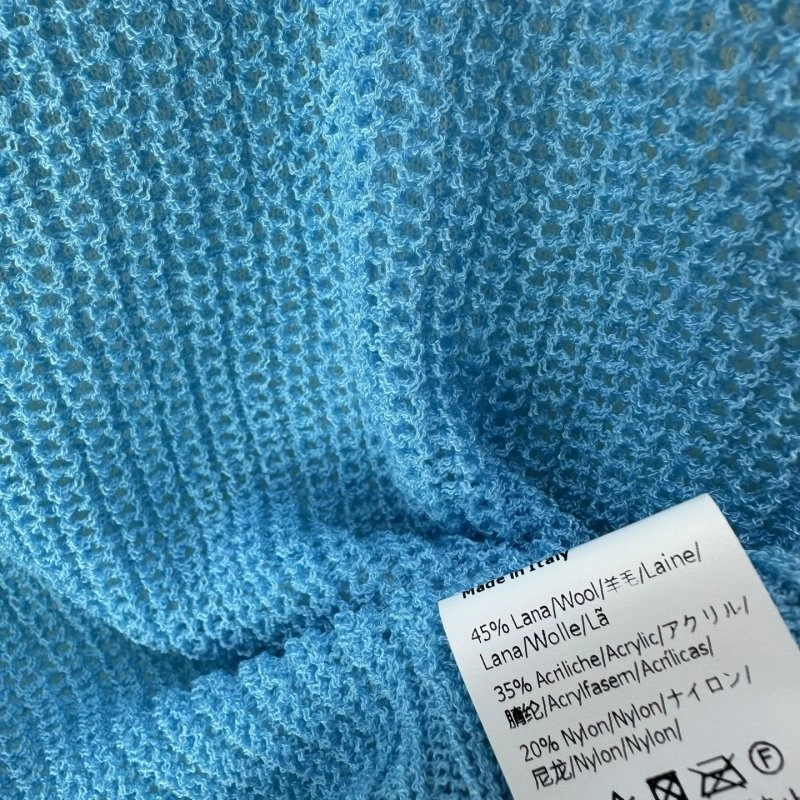 Made in Italy
45% Lana/Wool/羊毛/Laine/
Lana/Wolle/Lã
35% Acriliche/Acrylic/アクリル/
腈纶/Acrylfasern/Acrílicas/
20% Nylon/Nylon/ナイロン/
尼龙/Nylon/Nylon/
F